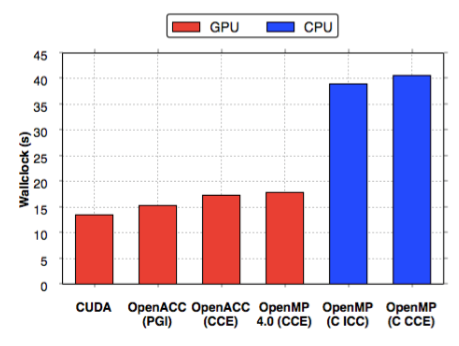 GPU CPU
Wallclock (s)
45
40
35
30
25
20
15
10
5
0
CUDA
OpenACC
(PGI)
OpenACC
(CCE)
OpenMP
4.0 (CCE)
OpenMP
(C ICC)
OpenMP
(C CCE)